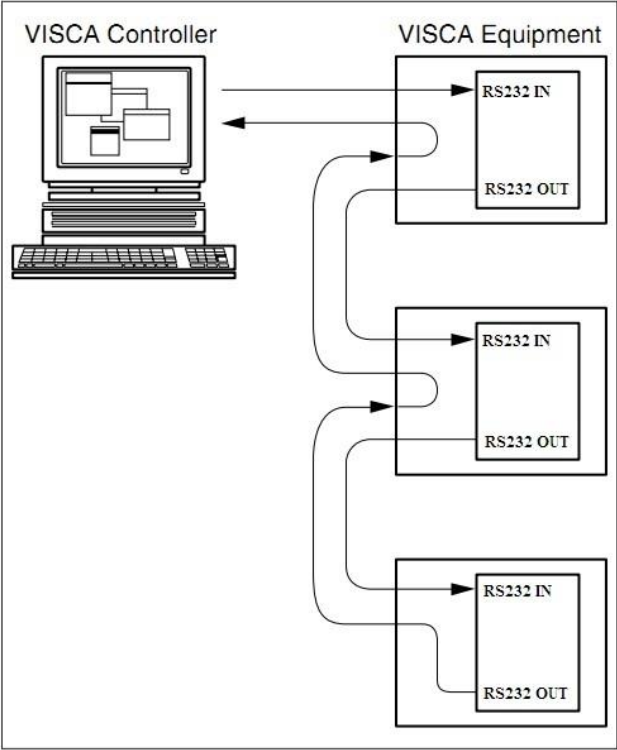 VISCA Controller
VISCA Equipment
RS232 IN
RS232 OUT
RS232 IN
RS232 OUT
RS232 IN
RS232 OUT